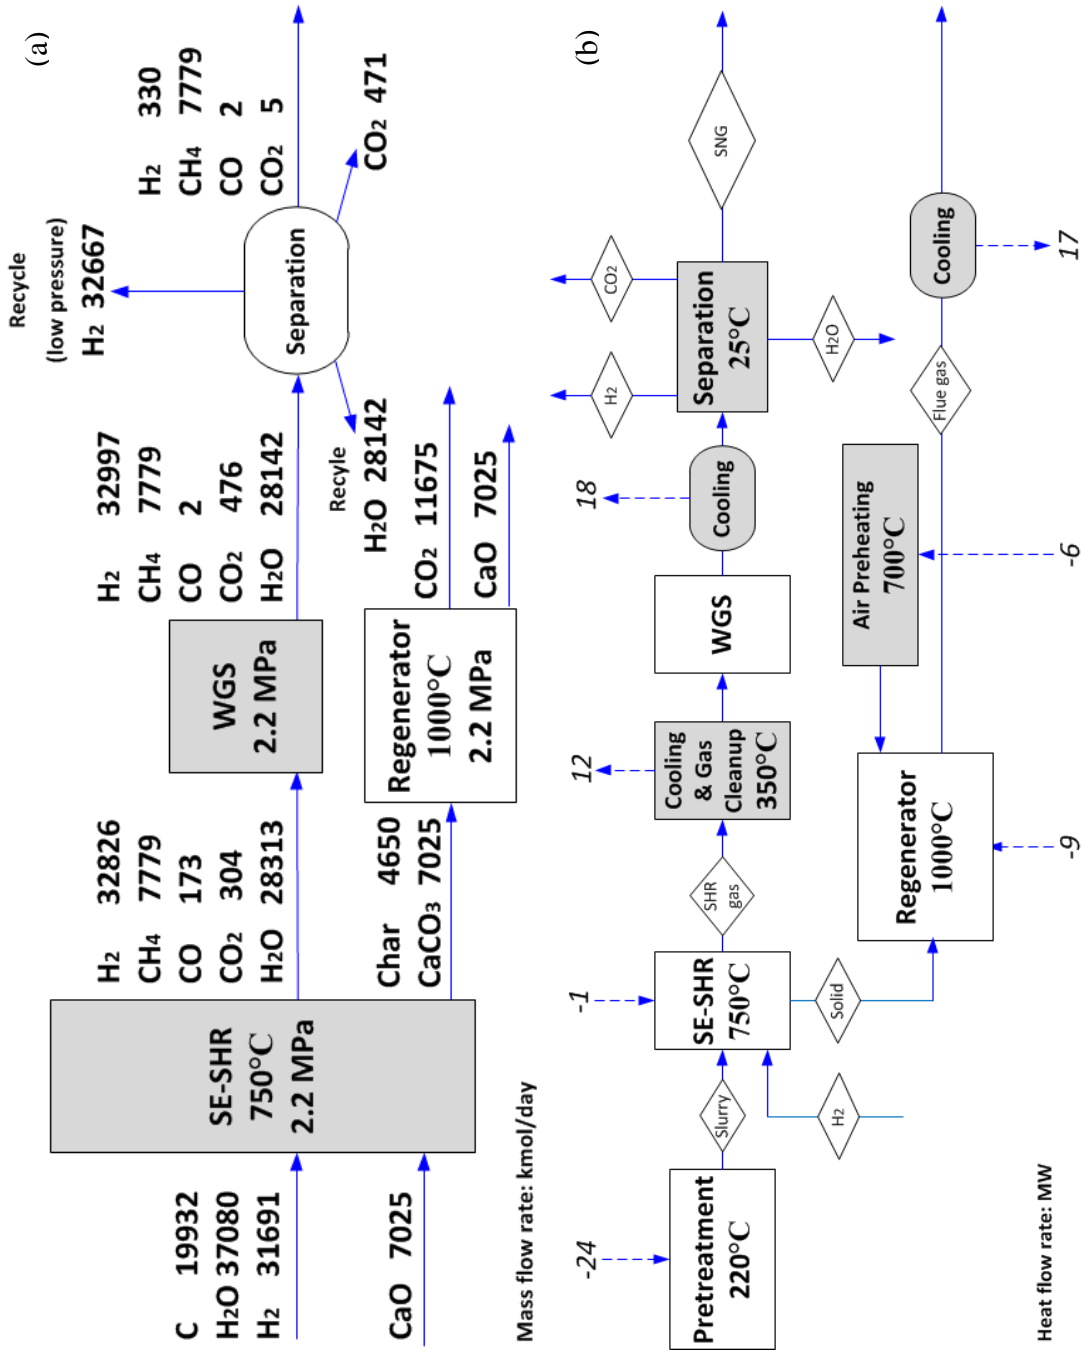 (a)
C 19932
H2O 37080
H2 31691
CaO 7025
SE-SHR
750°C
2.2 MPa
H2 32826
CH4 7779
CO 173
CO2 304
H2O 28313
Char 4650
CaCO3 7025
WGS
2.2 MPa
Regenerator
1000°C
2.2 MPa
H2 32997
CH4 7779
CO 2
CO2 476
H2O 28142
CO2 11675
CaO 7025
Recyle
H2O 28142
Separation
Recycle
(low pressure)
H2 32667
H2 330
CH4 7779
CO 2
CO2 5
CO2 471
Mass flow rate: kmol/day
(b)
-24
Pretreatment
220°C
Slurry
H2
-1
SE-SHR
750°C
Solid
SHR
gas
12
Cooling
& Gas
Cleanup
350°C
WGS
18
Cooling
H2
CO2
Separation
25°C
H2O
SNG
Regenerator
1000°C
-9
Air Preheating
700°C
-6
Flue gas
Cooling
17
Heat flow rate: MW